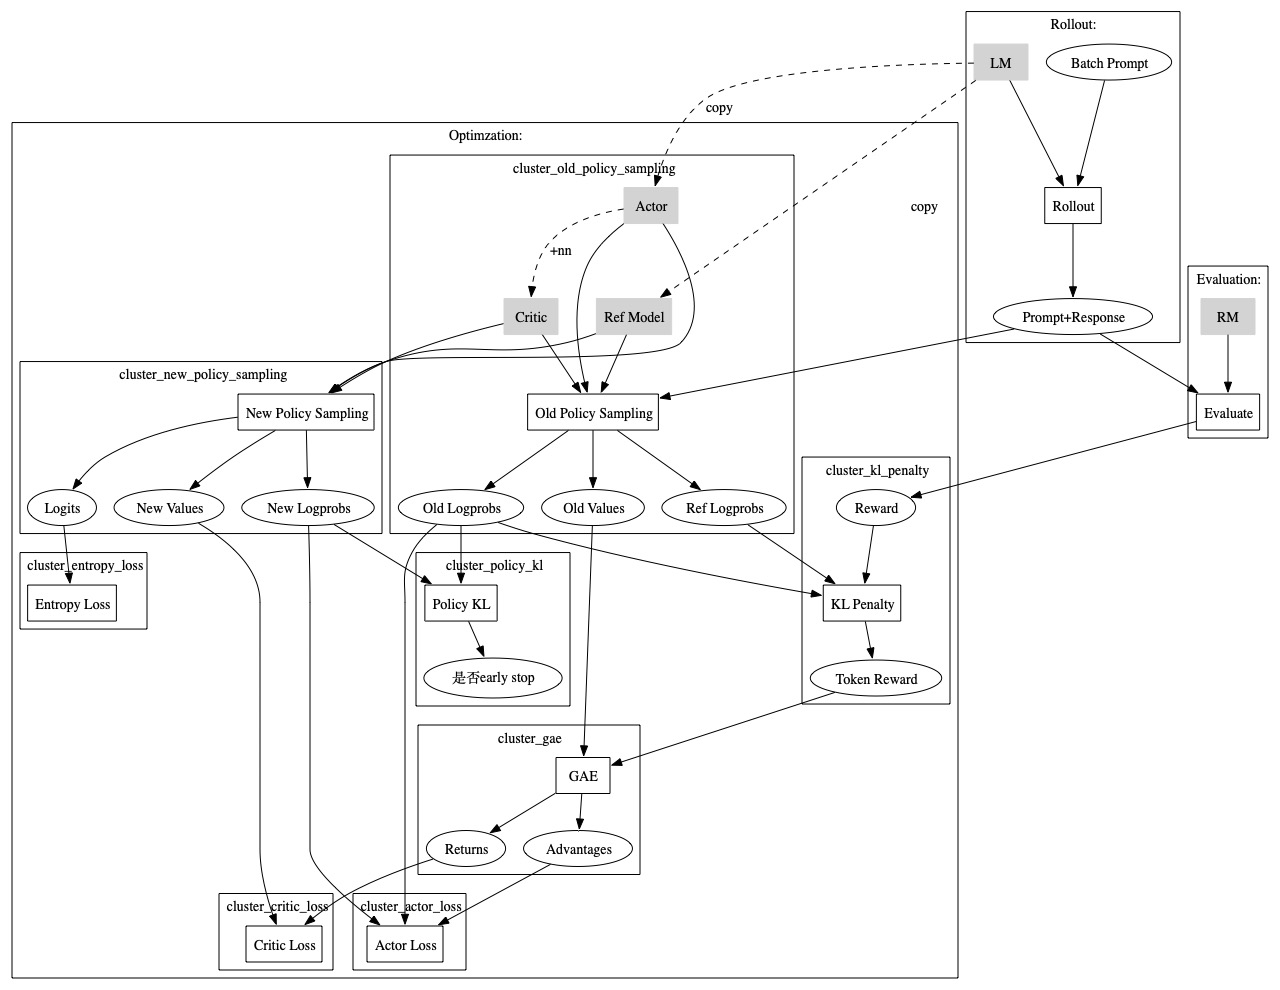 Rollout:
LM
Batch Prompt
copy
Optimzation:
cluster_old_policy_sampling
Actor
Rollout
copy
+nn
Evaluation:
Critic
Ref Model
Prompt+Response
RM
cluster_new_policy_sampling
New Policy Sampling
Old Policy Sampling
Evaluate
cluster_kl_penalty
Logits
New Values
New Logprobs
Old Logprobs
Old Values
Ref Logprobs
Reward
cluster_entropy_loss
cluster_policy_kl
Entropy Loss
Policy KL
KL Penalty
是否early stop
Token Reward
cluster_gae
GAE
Returns
Advantages
cluster_critic_loss
cluster_actor_loss
Critic Loss
Actor Loss